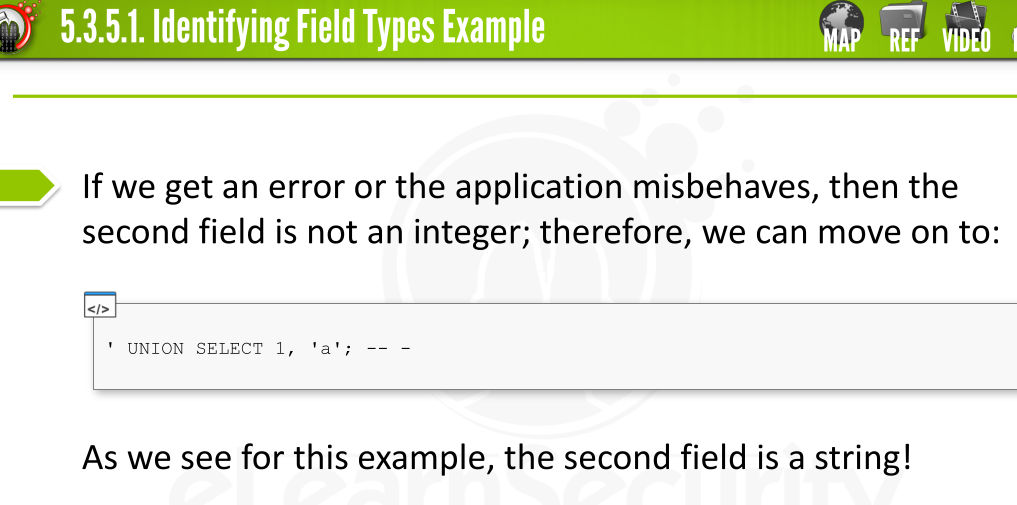 5.3.5.1. Identifying Field Types Example
MAP REF VIDEO
If we get an error or the application misbehaves, then the
second field is not an integer; therefore, we can move on to:
</>
' UNION SELECT 1, 'a'; -- -
As we see for this example, the second field is a string!
eLearnSecurity